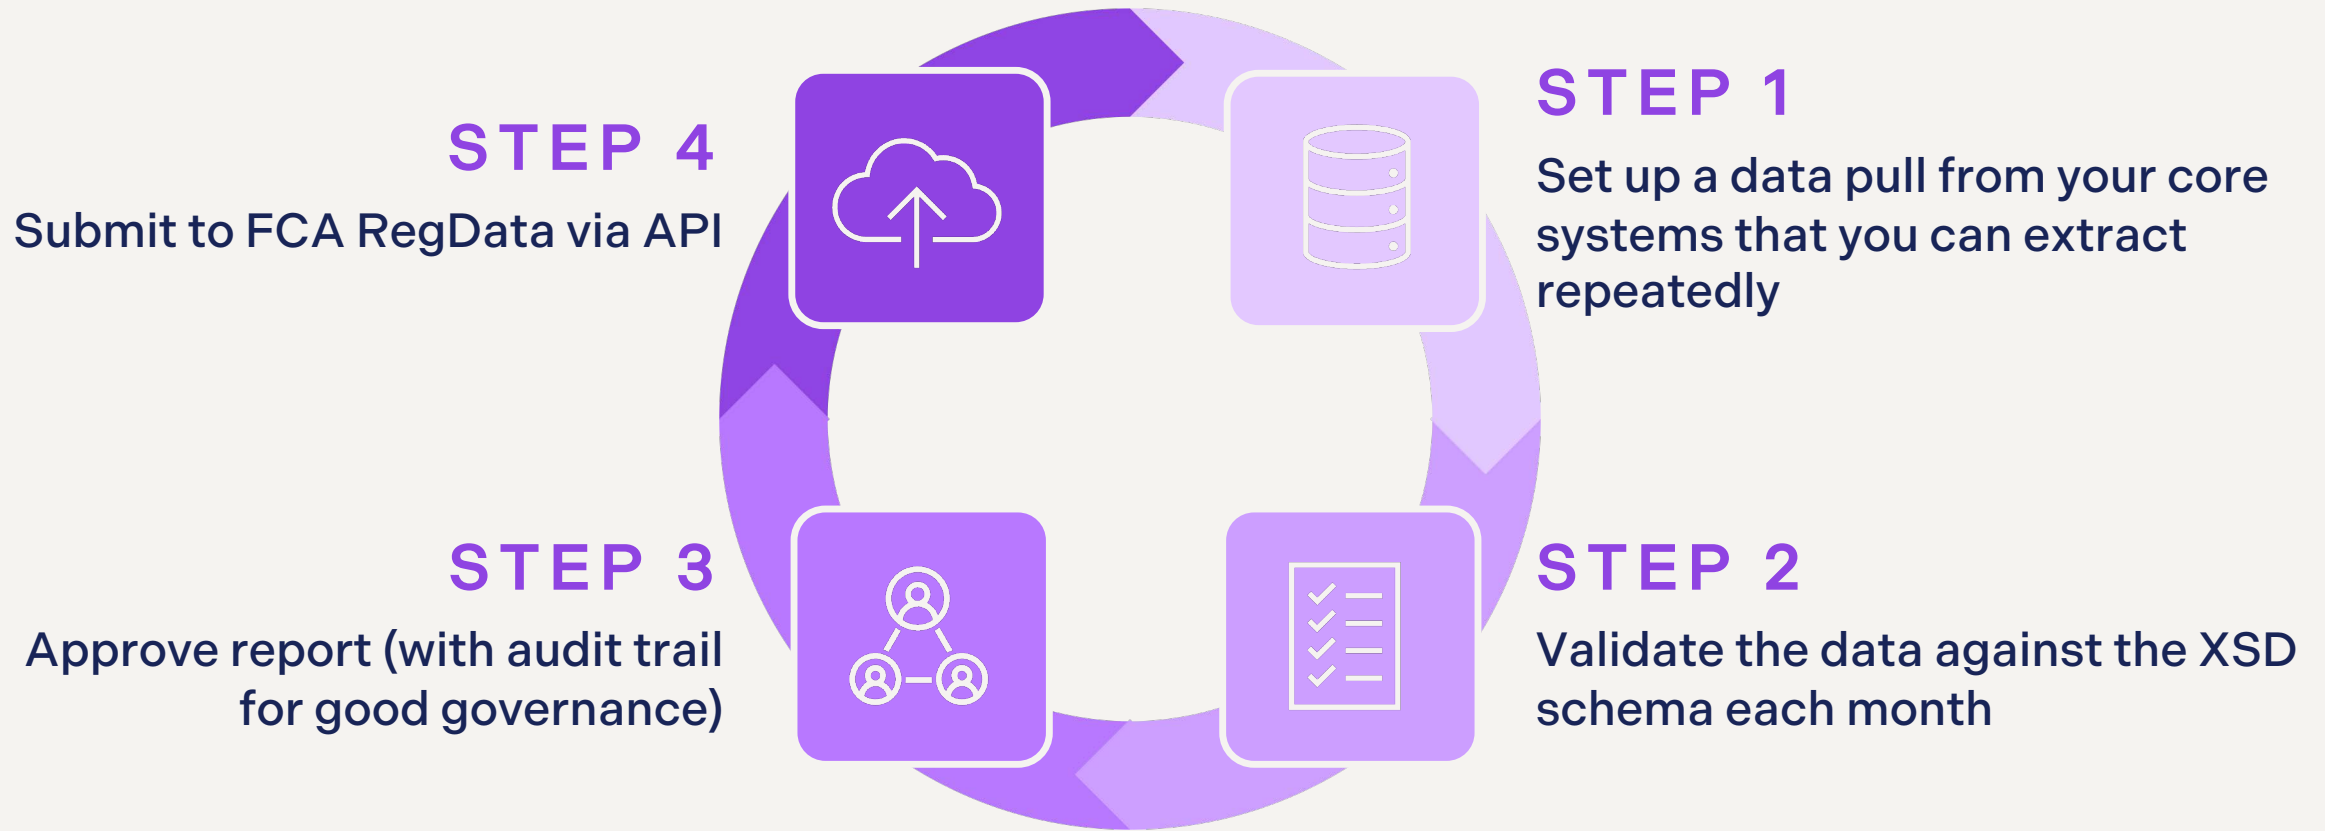 STEP 1
Set up a data pull from your core
systems that you can extract
repeatedly
STEP 2
Validate the data against the XSD
schema each month
STEP 3
Approve report (with audit trail
for good governance)
STEP 4
Submit to FCA RegData via API